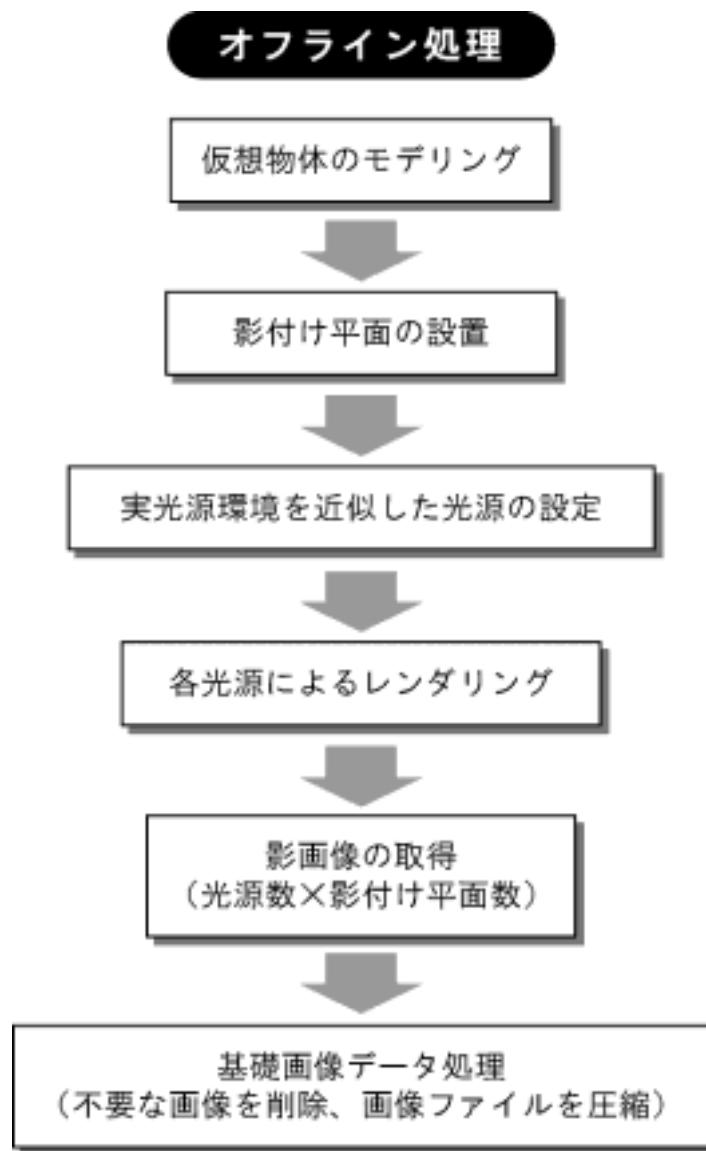 オフライン処理
仮想物体のモデリング
影付け平面の設置
実光源環境を近似した光源の設定
各光源によるレンダリング
影画像の取得
（光源数×影付け平面数）
基礎画像データ処理
（不要な画像を削除、画像ファイルを圧縮）